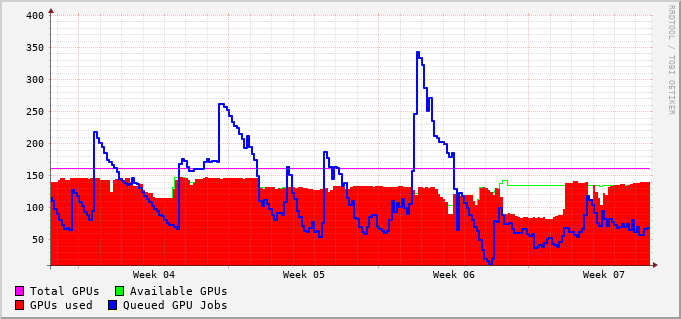 400
350
300
250
200
150
100
50
Week 04 Week 05 Week 06 Week 07
Total GPUs Available GPUs
GPUs used Queued GPU Jobs
RRDTOOL / TOBI OETIKER